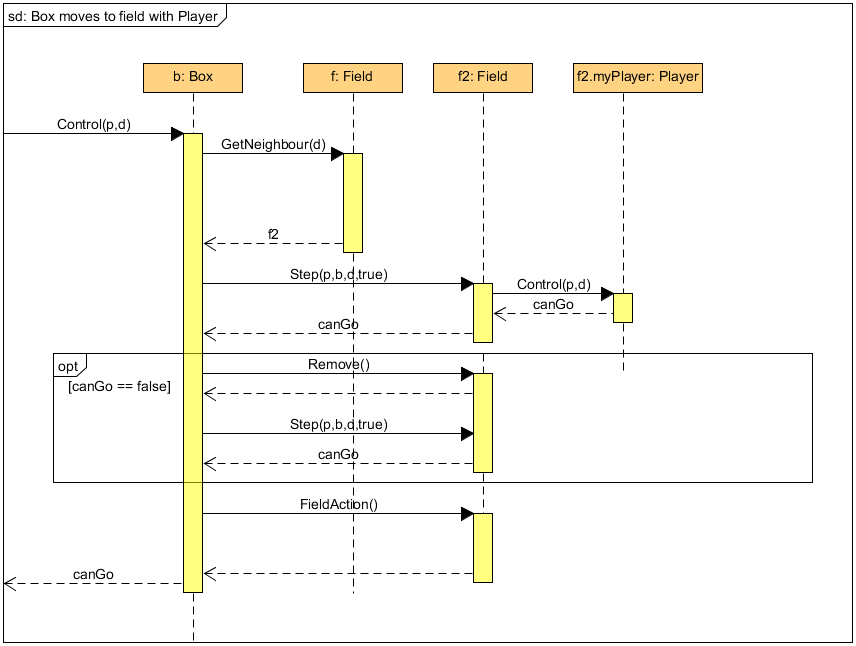 sd: Box moves to field with Player
b: Box
f: Field
f2: Field
f2.myPlayer: Player
Control(p,d)
GetNeighbour(d)
f2
Step(p,b,d,true)
Control(p,d)
canGo
canGo
opt
Remove()
[canGo == false]
Step(p,b,d,true)
canGo
FieldAction()
canGo